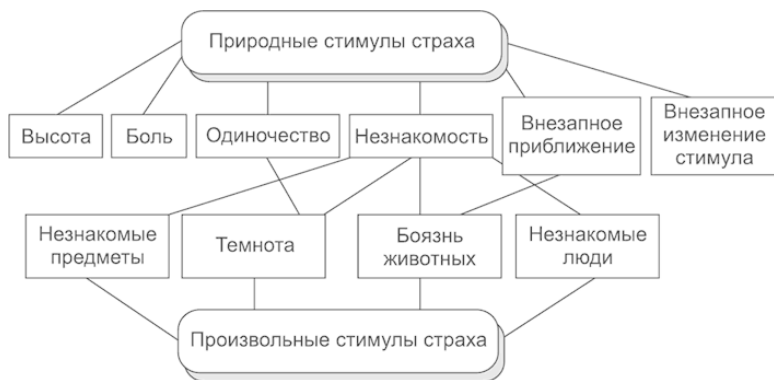 Природные стимулы страха
Высота
Боль
Одиночество
Незнакомость
Внезапное
приближение
Внезапное
изменение
стимула
Незнакомые
предметы
Темнота
Боязнь
животных
Незнакомые
люди
Произвольные стимулы страха